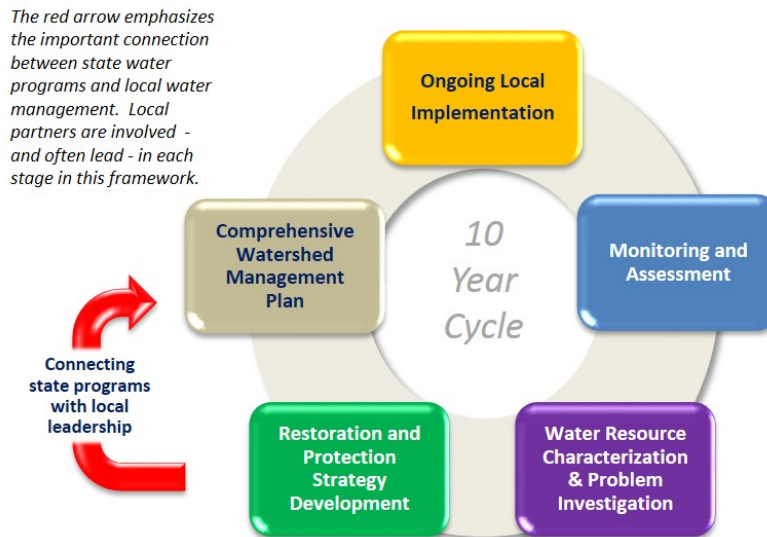 The red arrow emphasizes
the important connection
between state water
programs and local water
management.  Local
partners are involved  -
and often lead - in each
stage in this framework.
Ongoing Local
Implementation
Comprehensive
Watershed
Management
Plan
10
Year
Cycle
Monitoring and
Assessment
Connecting
state programs
with local
leadership
Restoration and
Protection
Strategy
Development
Water Resource
Characterization
& Problem
Investigation